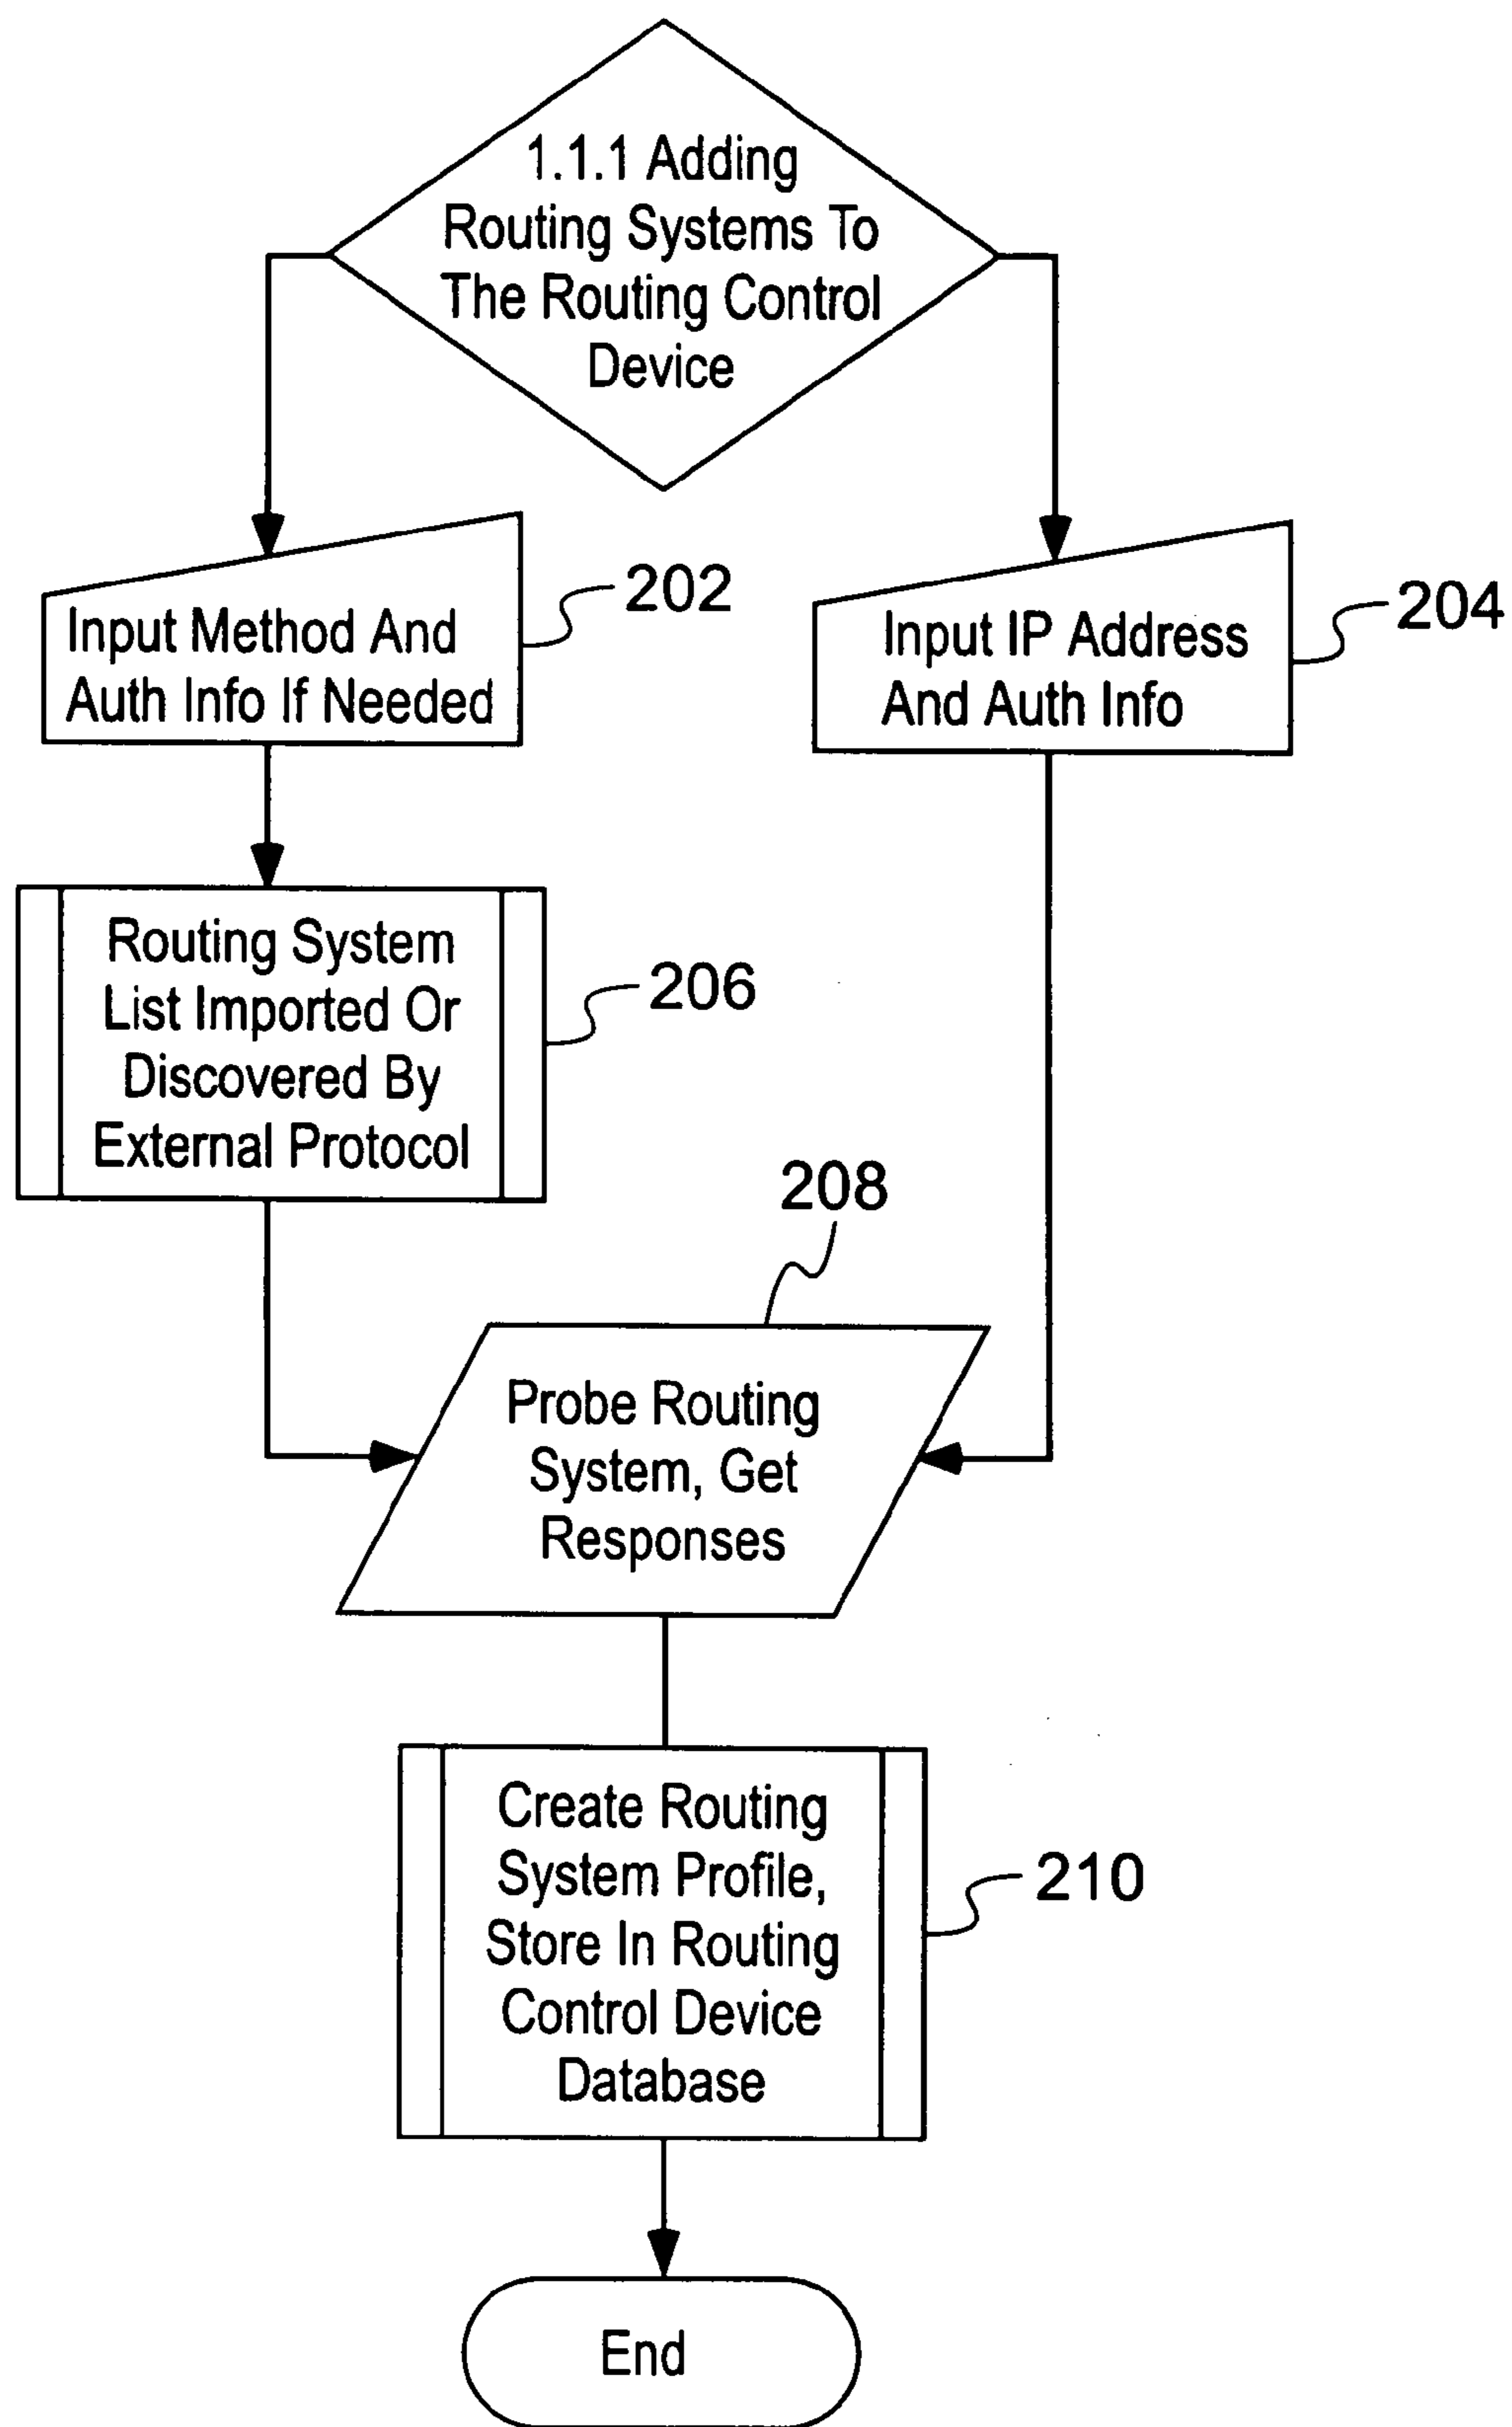 1.1.1 Adding
Routing Systems To
The Routing Control
Device
Input Method And
Auth Info If Needed
202
Input IP Address
And Auth Info
204
Routing System
List Imported Or
Discovered By
External Protocol
206
208
Probe Routing
System, Get
Responses
Create Routing
System Profile,
Store In Routing
Control Device
Database
210
End